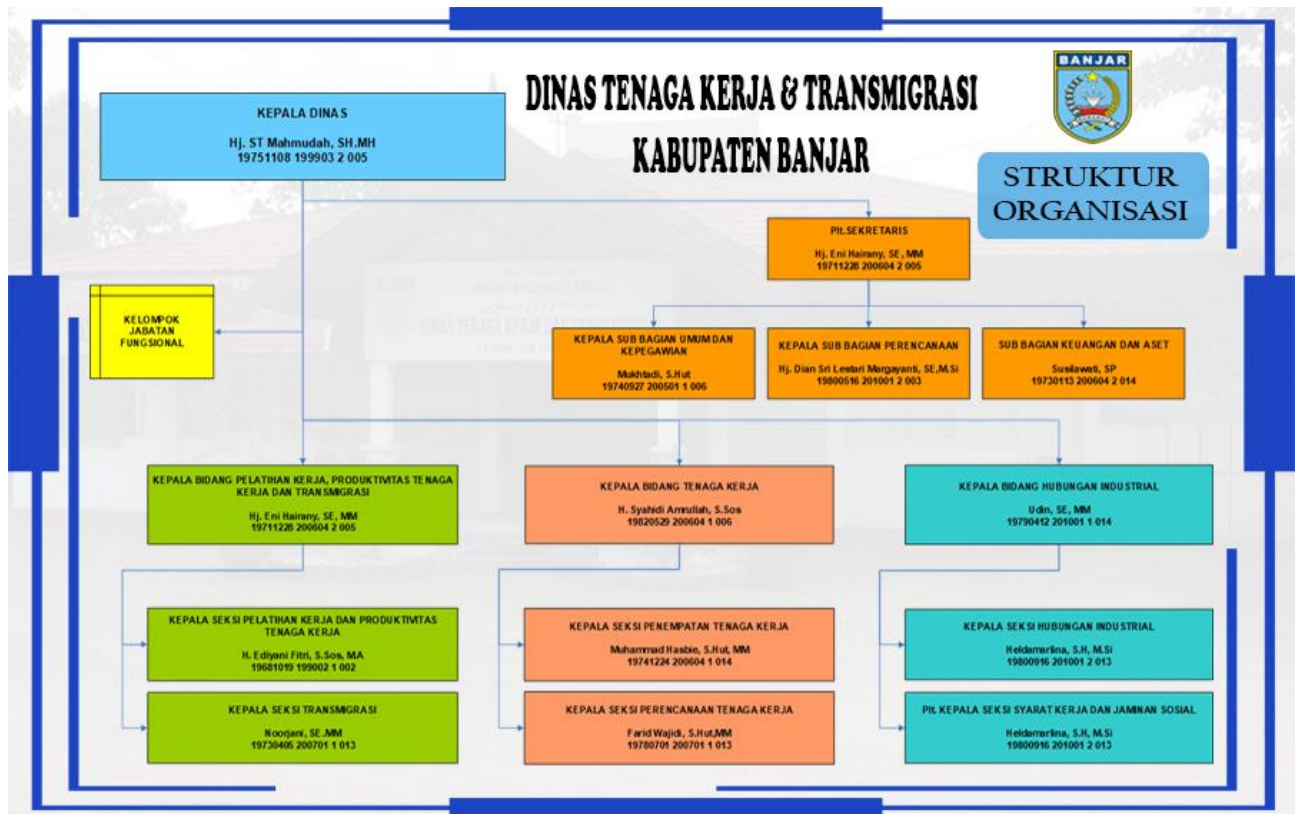 DINAS TENAGA KERJA & TRANSMIGRASI
KABUPATEN BANJAR
BANJAR
STRUKTUR
ORGANISASI
KEPALA DINAS
Hj. ST Mahmudah, SH.MH
19751108 199903 2 005
Plt.SEKRETARIS
Hj. Eni Hairany, SE, MM
19711228 200604 2 005
KELOMPOK
JABATAN
FUNGSIONAL
KEPALA SUB BAGIAN UMUM DAN
KEPEGAWIAN
Mukhtadi, S.Hut
19740927 200501 1 006
KEPALA SUB BAGIAN PERENCANAAN
Hj. Dian Sri Lestari Margayanti, SE,M.Si
19800516 201001 2 003
SUB BAGIAN KEUANGAN DAN ASET
Susilawati, SP
19730113 200604 2 014
KEPALA BIDANG PELATIHAN KERJA, PRODUKTIVITAS TENAGA
KERJA DAN TRANSMIGRASI
Hj. Eni Hairany, SE, MM
19711228 200604 2 005
KEPALA BIDANG TENAGA KERJA
H. Syahidi Amrullah, S.Sos
19820529 200604 1 006
KEPALA BIDANG HUBUNGAN INDUSTRIAL
Udin, SE, MM
19790412 201001 1 014
KEPALA SEKSI PELATIHAN KERJA DAN PRODUKTIVITAS
TENAGA KERJA
H. Ediyani Fitri, S.Sos, MA
19681019 199002 1 002
KEPALA SEKSI PENEMPATAN TENAGA KERJA
Muhammad Hasbie, S.Hut, MM
19741224 200604 1 014
KEPALA SEKSI HUBUNGAN INDUSTRIAL
Heldamarlina, S.H, M.Si
19800916 201001 2 013
KEPALA SEKSI TRANSMIGRASI
Noorjani, SE.MM
19730405 200701 1 013
KEPALA SEKSI PERENCANAAN TENAGA KERJA
Farid Wajidi, S.Hut,MM
19780701 200701 1 013
Plt. KEPALA SEKSI SYARAT KERJA DAN JAMINAN SOSIAL
Heldamarlina, S.H, M.Si
19800916 201001 2 013